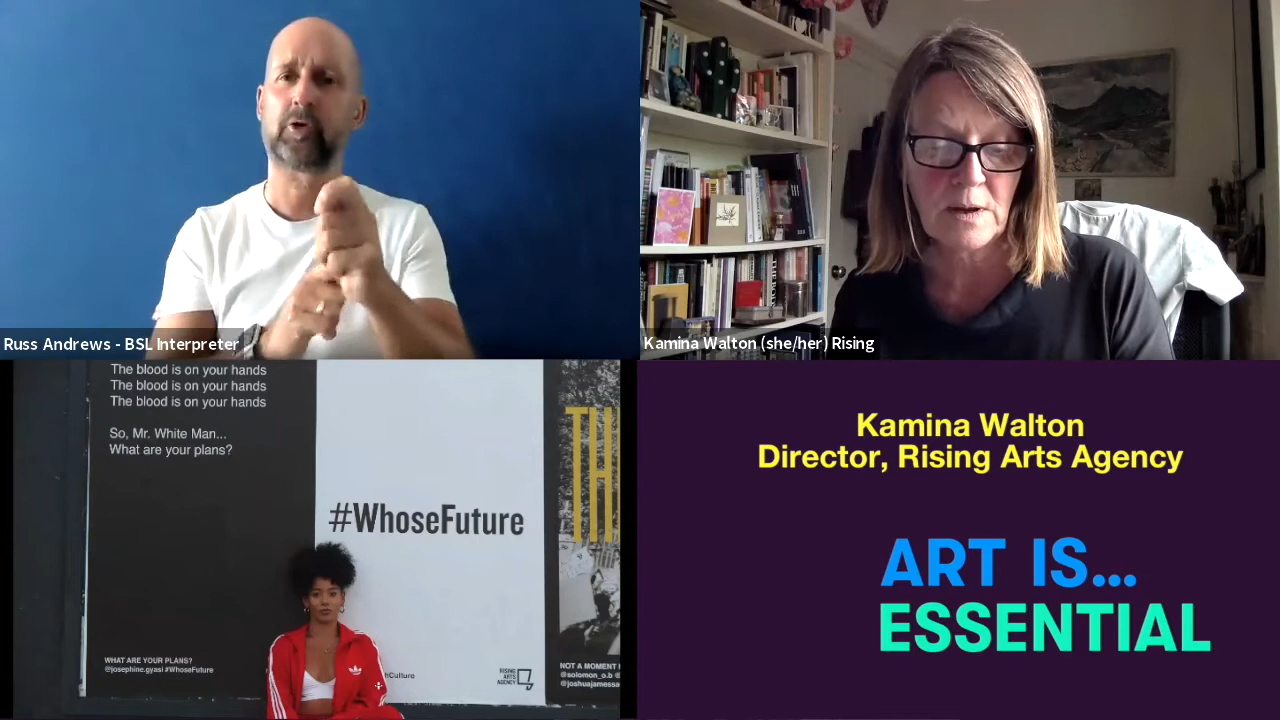 Russ Andrews - BSL Interpreter
Kamina Walton (she/her) Rising
The blood is on your hands
The blood is on your hands
The blood is on your hands
So, Mr. White Man...
What are your plans?
WHAT ARE YOUR PLANS?
@josephine.gyasi #WhoseFuture
#WhoseFuture
RISING
ARTS
AGENCY
NOT A MOMENT
@solomon_o.b @
Kamina Walton
Director, Rising Arts Agency
ART IS...
ESSENTIAL